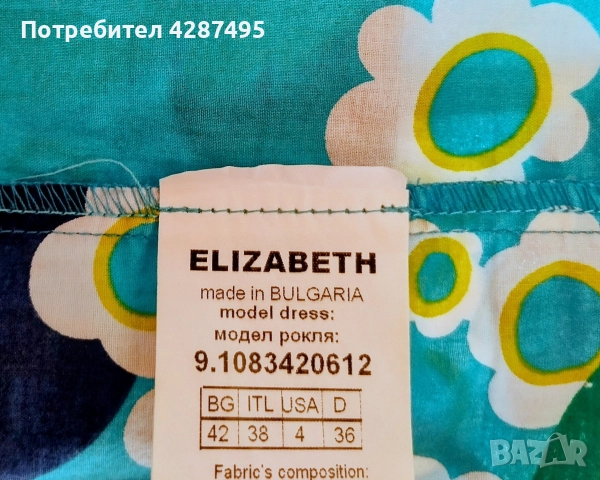 Потребител 4287495
ELIZABETH
made in BULGARIA
model dress:
модел рокля:
9.1083420612
BG ITL USA D
42 38 4 36
Fabric's composition:
BAZAR